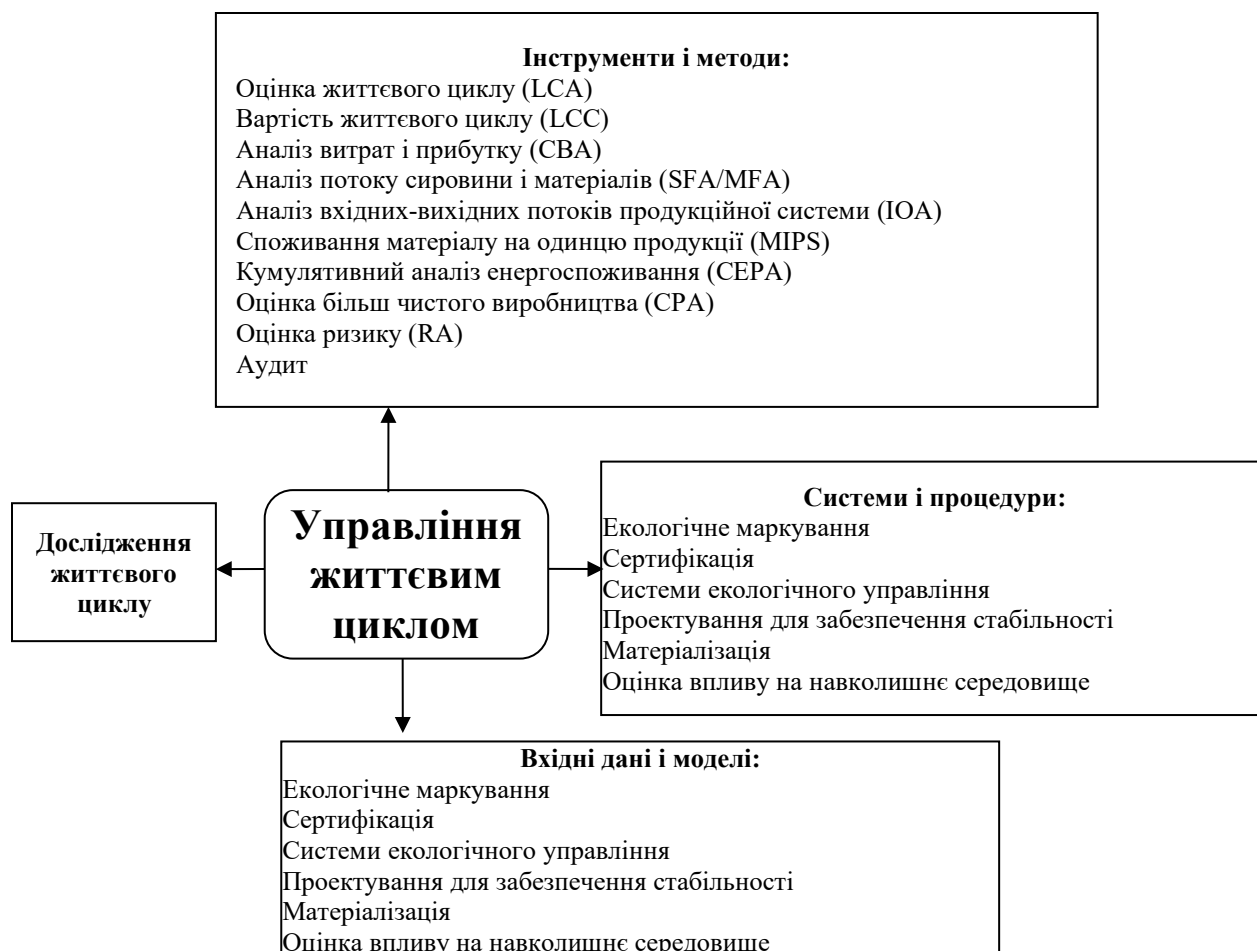 Інструменти і методи:
Оцінка життєвого циклу (LCA)
Вартість життєвого циклу (LCC)
Аналіз витрат і прибутку (CBA)
Аналіз потоку сировини і матеріалів (SFA/MFA)
Аналіз вхідних-вихідних потоків продукційної системи (IOA)
Споживання матеріалу на одинцю продукції (MIPS)
Кумулятивний аналіз енергоспоживання (CEPA)
Оцінка більш чистого виробництва (CPA)
Оцінка ризику (RA)
Аудит
Дослідження
життєвого
циклу
Управління
життєвим
циклом
Системи і процедури:
Екологічне маркування
Сертифікація
Системи екологічного управління
Проектування для забезпечення стабільності
Матеріалізація
Оцінка впливу на навколишнє середовище
Вхідні дані і моделі:
Екологічне маркування
Сертифікація
Системи екологічного управління
Проектування для забезпечення стабільності
Матеріалізація
Оцінка впливу на навколишнє середовище